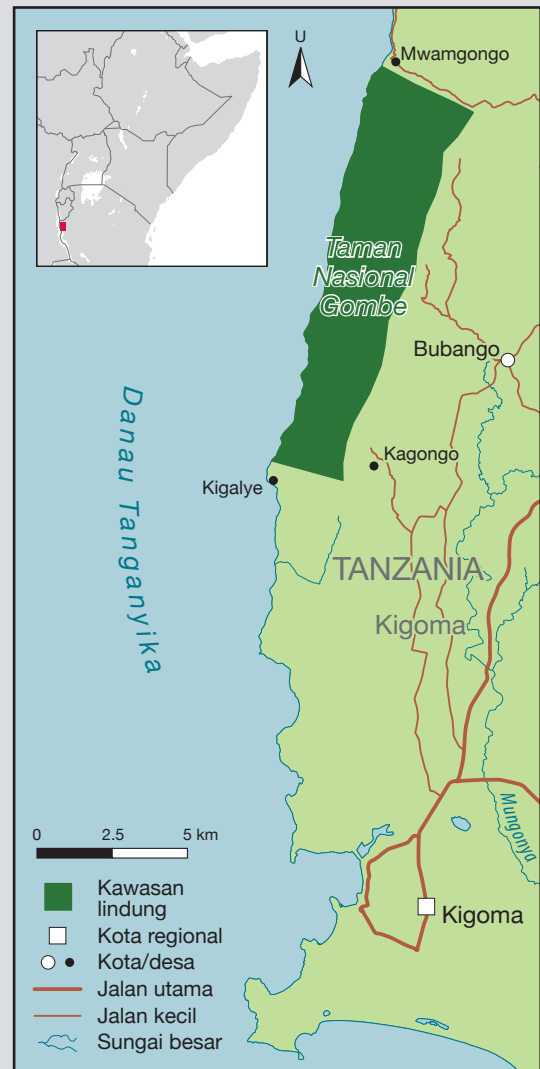 U
Mwamgongo
Taman
Nasional
Gombe
Bubango
Danau Tanganyika
Kagongo
Kigalye
TANZANIA
Kigoma
Mungonya
0 2.5 5 km
Kawasan
lindung
Kota regional
Kota/desa
Jalan utama
Jalan kecil
Sungai besar
Kigoma